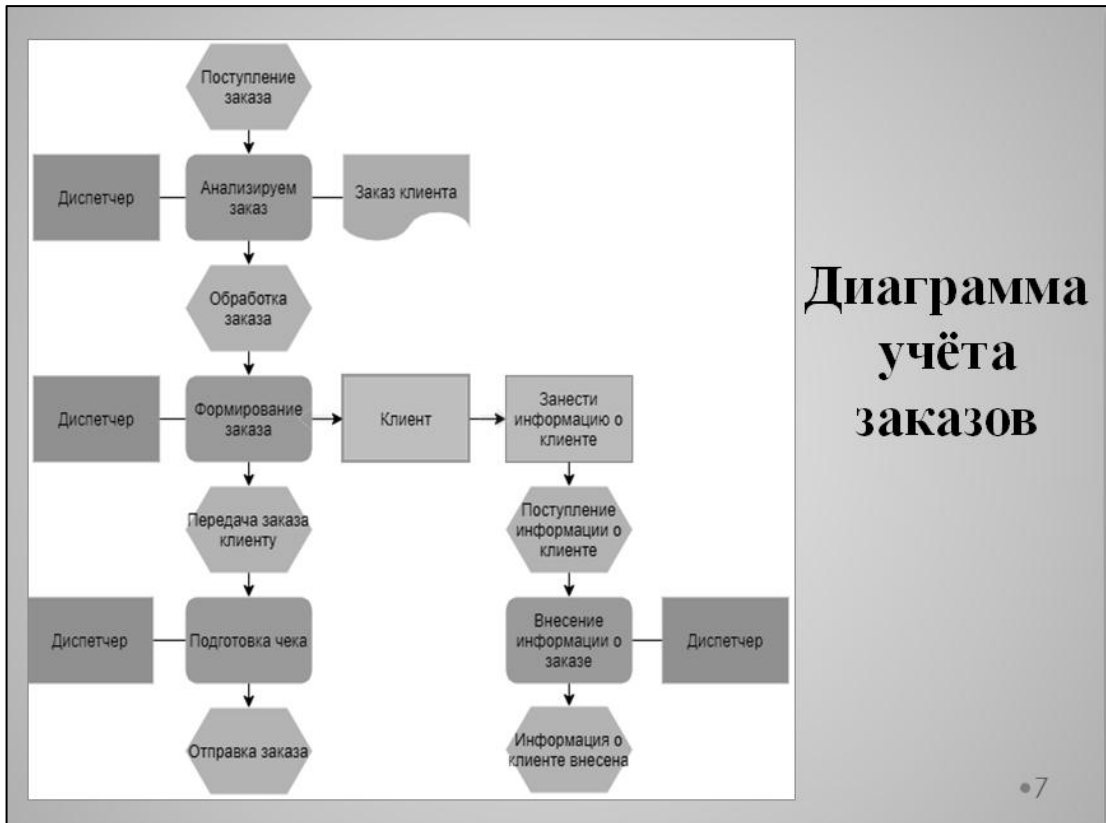 Поступление
заказа
Диспетчер
Анализируем
заказ
Заказ клиента
Обработка
заказа
Диспетчер
Формирование
заказа
Клиент
Занести
информацию о
клиенте
Передача заказа
клиенту
Поступление
информации о
клиенте
Диспетчер
Подготовка чека
Внесение
информации о
заказе
Диспетчер
Отправка заказа
Информация о
клиенте внесена
Диаграмма
учёта
заказов
7